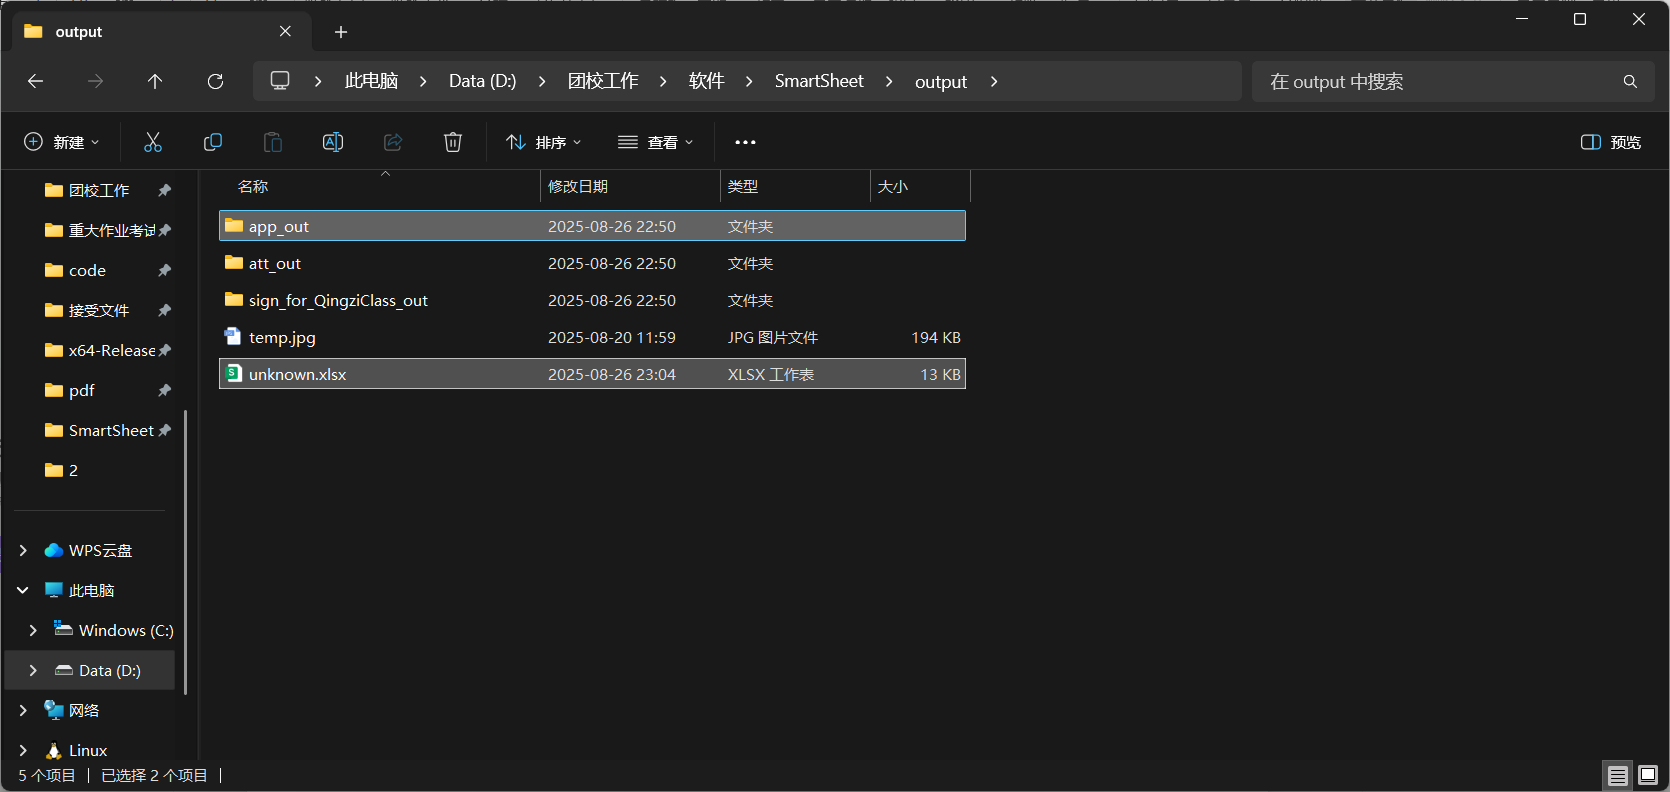 output
此电脑 Data (D:) 团校工作 软件 SmartSheet output
在 output 中搜索
新建 排序 查看 ••• 预览
团校工作
重大作业考试
code
接受文件
x64-Release
pdf
SmartSheet
2
WPS云盘
此电脑
Windows (C:)
Data (D:)
网络
Linux
名称 修改日期 类型 大小
app_out 2025-08-26 22:50 文件夹
att_out 2025-08-26 22:50 文件夹
sign_for_QingziClass_out 2025-08-26 22:50 文件夹
temp.jpg 2025-08-20 11:59 JPG 图片文件 194 KB
unknown.xlsx 2025-08-26 23:04 XLSX 工作表 13 KB
5 个项目 已选择 2 个项目